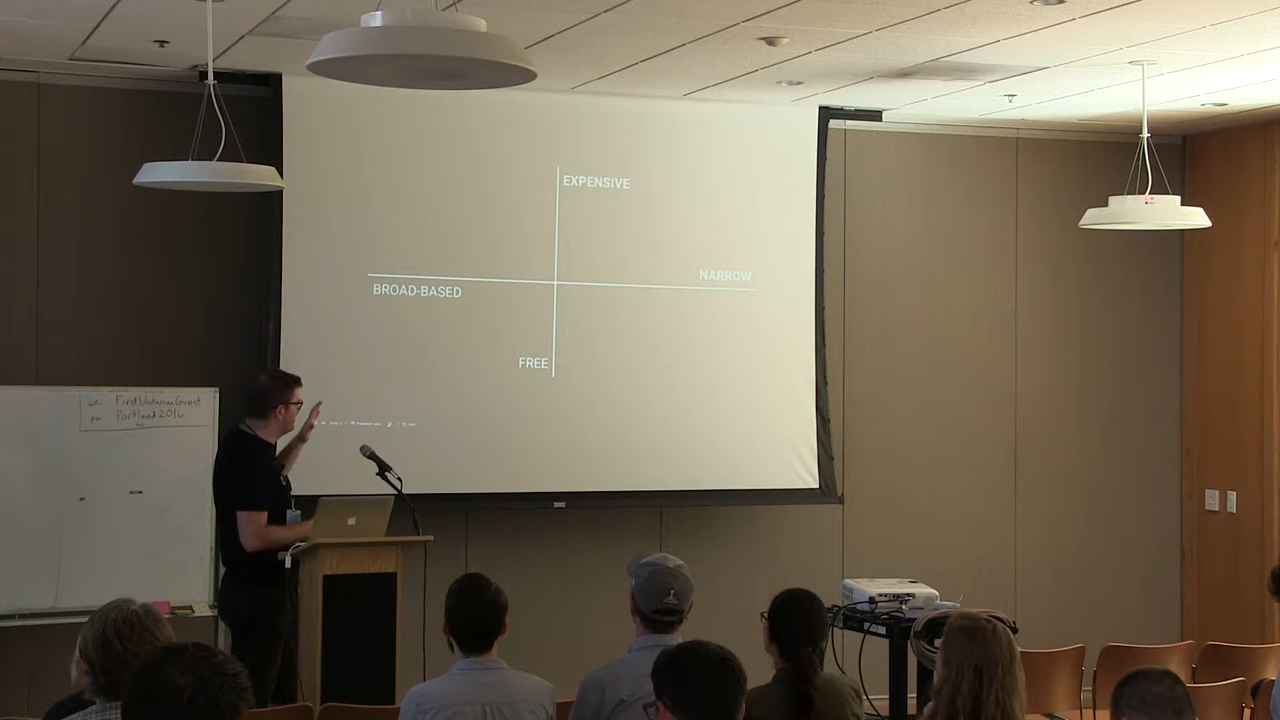 EXPENSIVE
NARROW
BROAD-BASED
FREE
First Unitarian Guest
Portland 2016